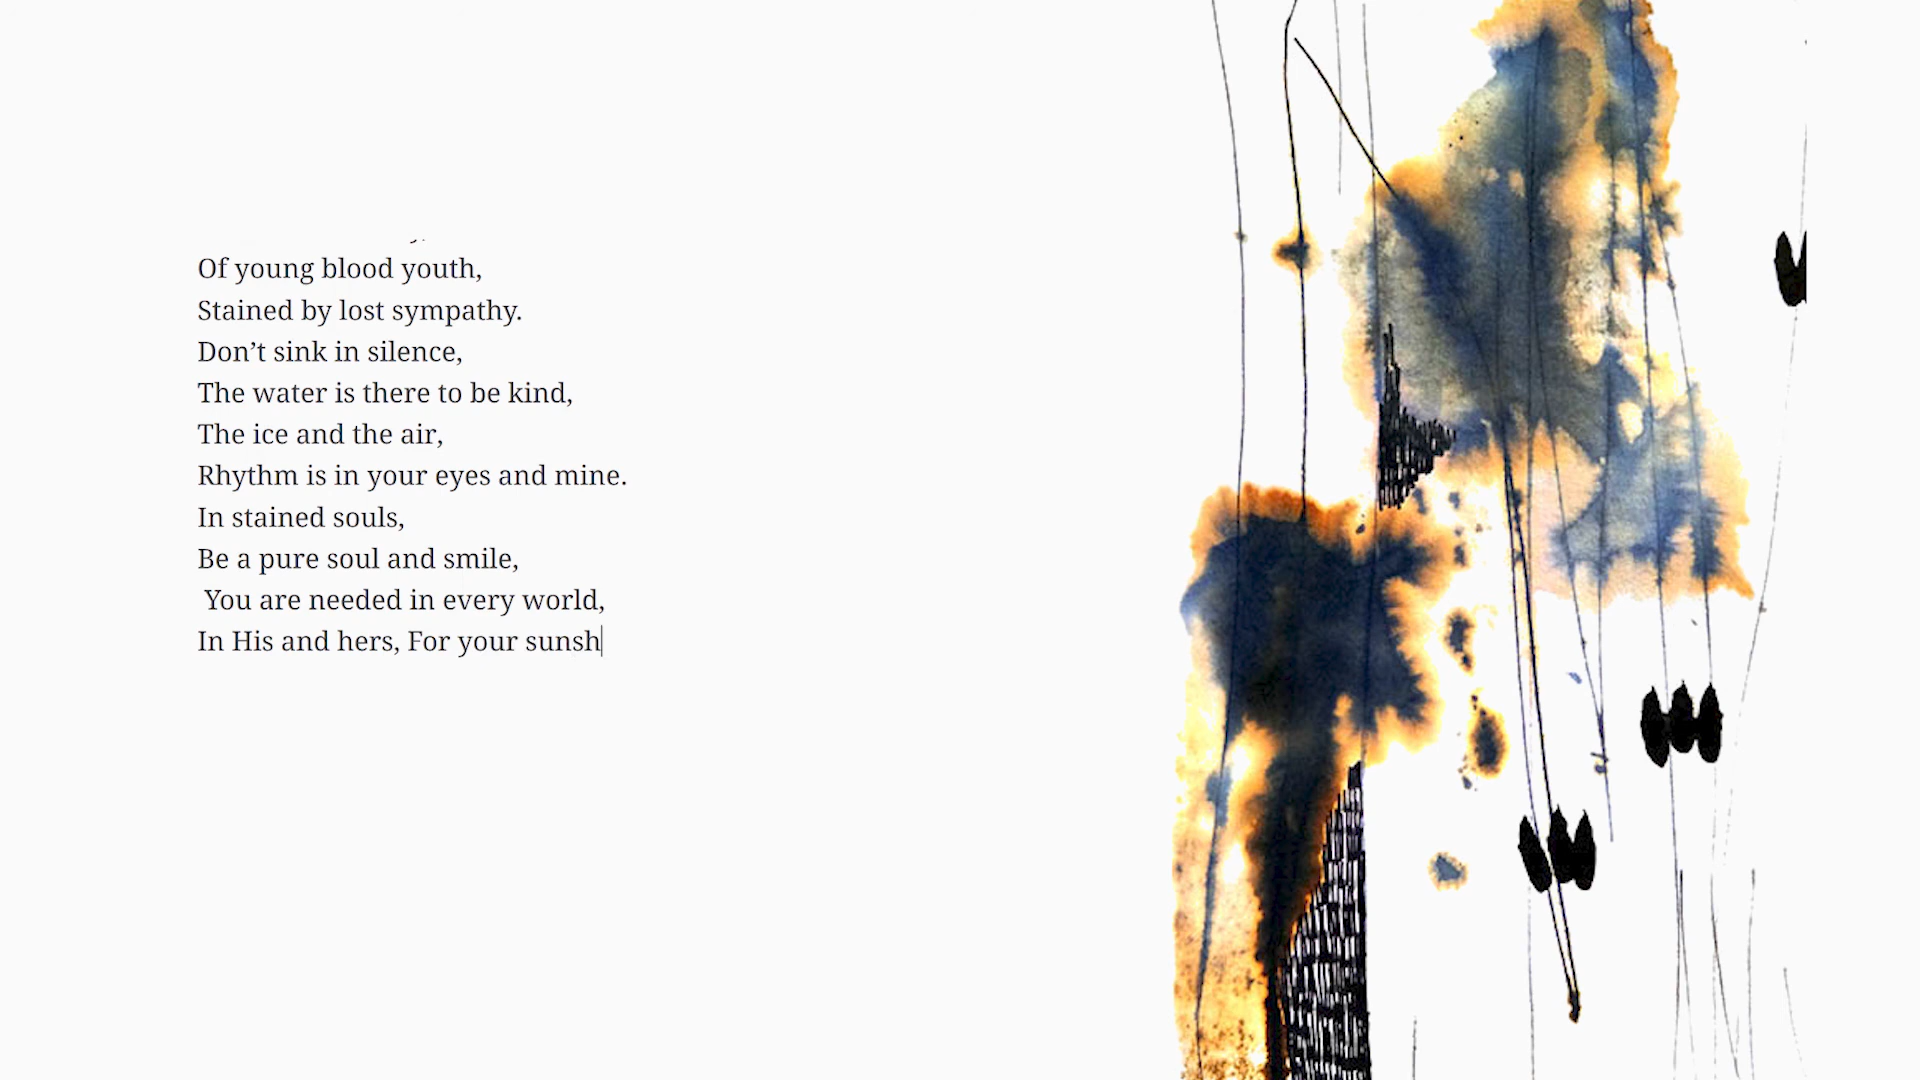 Of young blood youth,
Stained by lost sympathy.
Don’t sink in silence,
The water is there to be kind,
The ice and the air,
Rhythm is in your eyes and mine.
In stained souls,
Be a pure soul and smile,
You are needed in every world,
In His and hers, For your sunsh